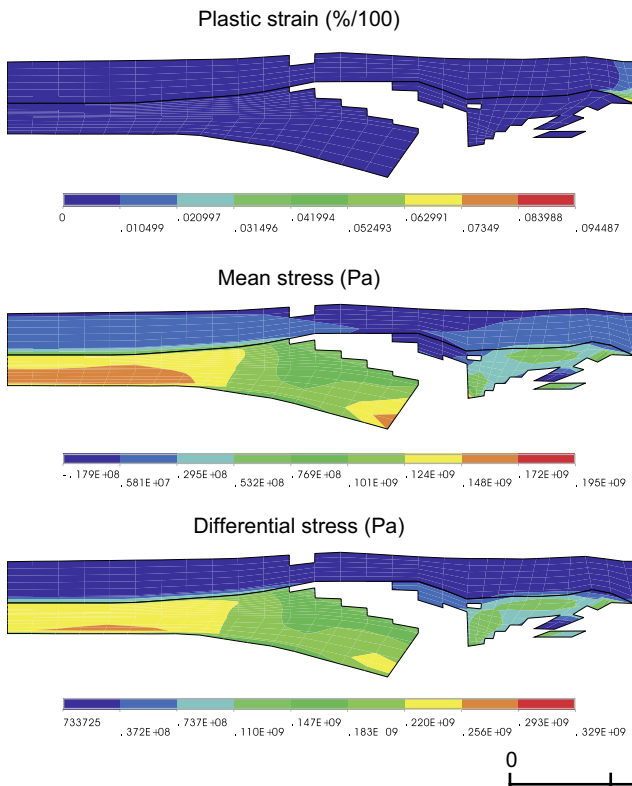 Plastic strain (%/100)
0 .020997 .041994 .062991 .083988
.010499 .031496 .052493 .07349 .094487
Mean stress (Pa)
-.179E+08 .295E+08 .769E+08 .124E+09 .172E+09
.581E+07 .532E+08 .101E+09 .148E+09 .195E+09
Differential stress (Pa)
733725 .737E+08 .147E+09 .220E+09 .293E+09
.372E+08 .110E+09 .183E 09 .256E+09 .329E+09
0